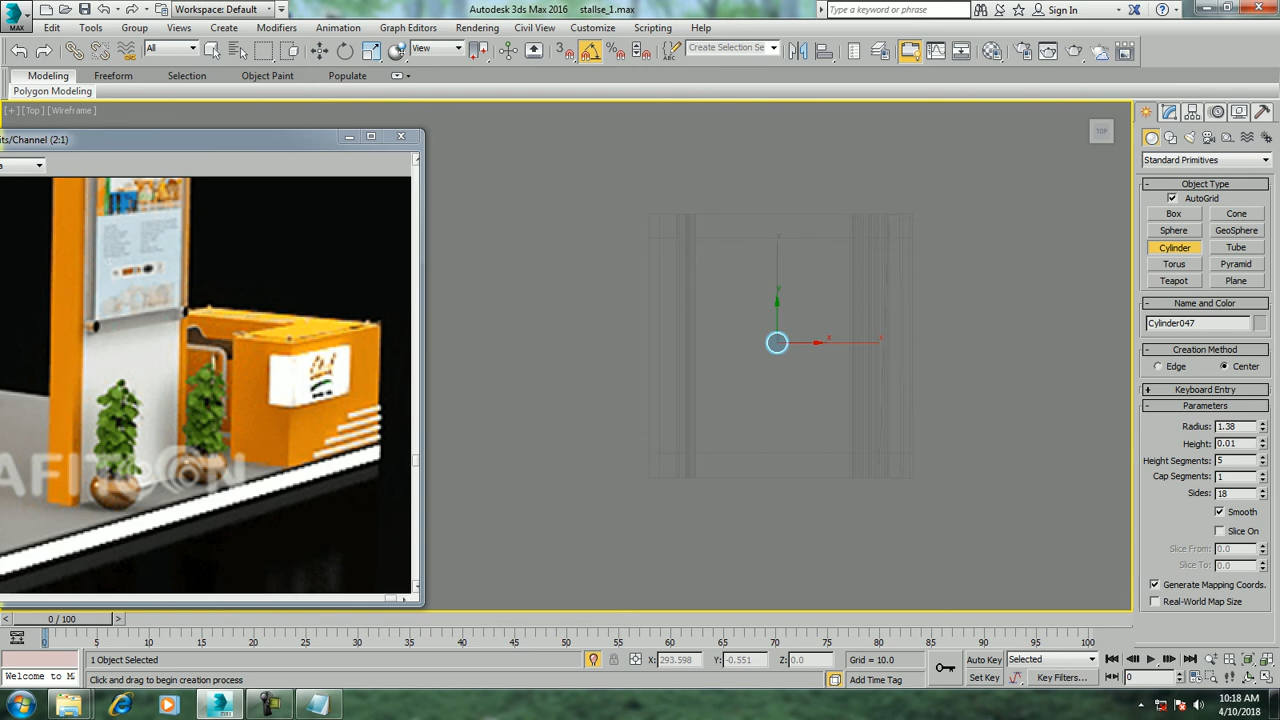 Workspace: Default
Autodesk 3ds Max 2016    stallse_1.max
Type a keyword or phrase
Sign In
MAX
Edit  Tools  Group  Views  Create  Modifiers  Animation  Graph Editors  Rendering  Civil View  Customize  Scripting  Help
All
View
3
Create Selection Se
Modeling  Freeform  Selection  Object Paint  Populate
Polygon Modeling
[+] [Top] [Wireframe]
its/Channel (2:1)
a
TOP
AFITOON
x
y
x
Standard Primitives
- Object Type
AutoGrid
Box  Cone
Sphere  GeoSphere
Cylinder  Tube
Torus  Pyramid
Teapot  Plane
- Name and Color
Cylinder047
- Creation Method
Edge  Center
+ Keyboard Entry
- Parameters
Radius: 1.38
Height: 0.01
Height Segments: 5
Cap Segments: 1
Sides: 18
Smooth
Slice On
Slice From: 0.0
Slice To: 0.0
Generate Mapping Coords.
Real-World Map Size
< 0 / 100 >
0 5 10 15 20 25 30 35 40 45 50 55 60 65 70 75 80 85 90 95 100
1 Object Selected
X: 293.598  Y: -0.551  Z: 0.0  Grid = 10.0
Auto Key  Selected
Welcome to M
Click and drag to begin creation process
Add Time Tag
Set Key  Key Filters...
0
10:18 AM
4/10/2018